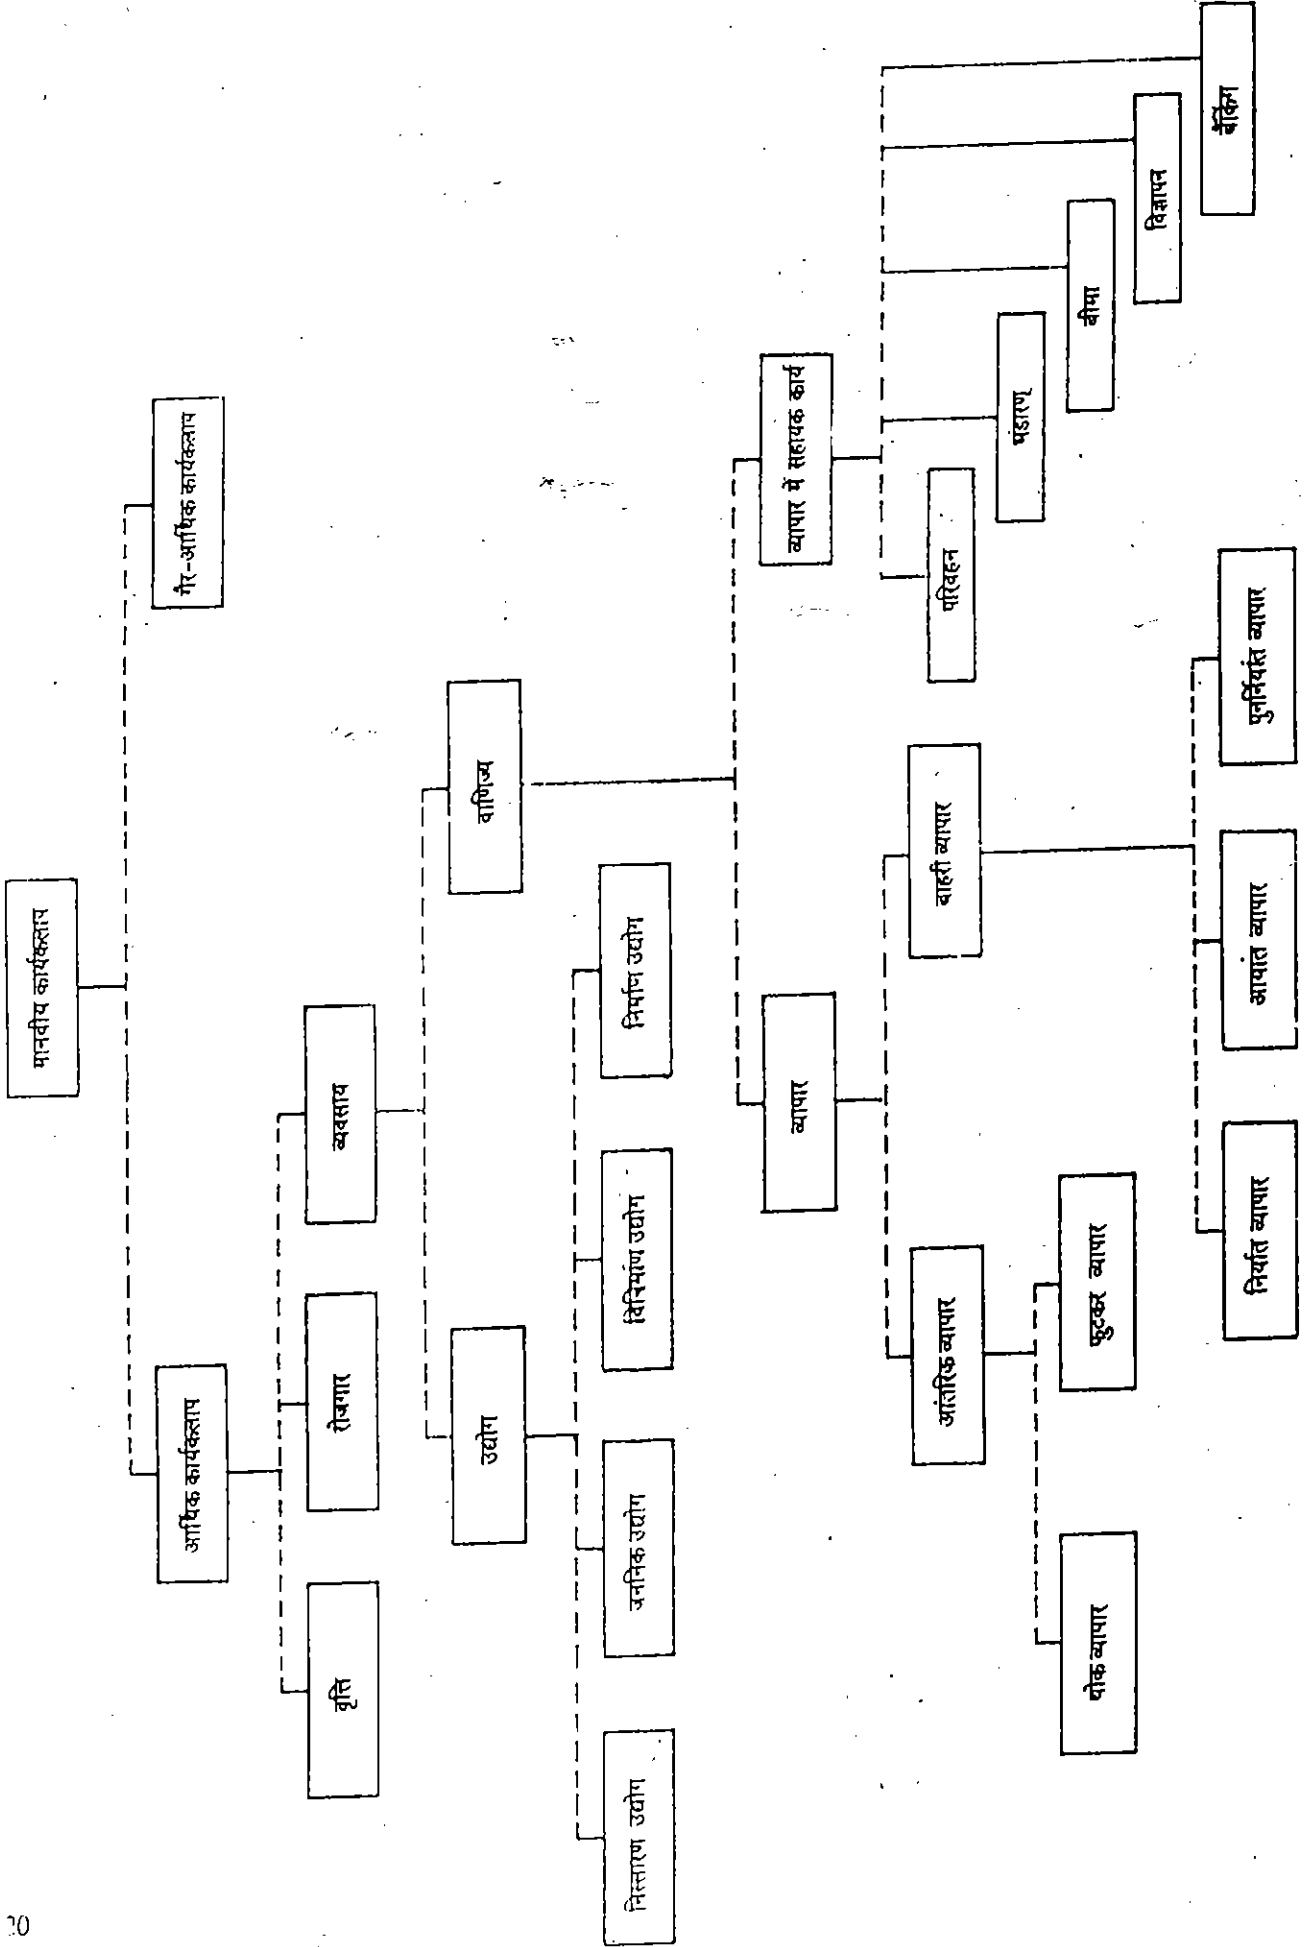 मानवीय कार्यकलाप
आर्थिक कार्यकलाप
गैर-आर्थिक कार्यकलाप
वृत्ति
रोजगार
व्यवसाय
उद्योग
वाणिज्य
निस्सारण उद्योग
जननिक उद्योग
विनिर्माण उद्योग
निर्माण उद्योग
व्यापार
व्यापार में सहायक कार्य
आंतरिक व्यापार
बाहरी व्यापार
परिवहन
भंडारण
बीमा
विज्ञापन
बैंकिंग
थोक व्यापार
फुटकर व्यापार
निर्यात व्यापार
आयात व्यापार
पुनर्निर्यात व्यापार